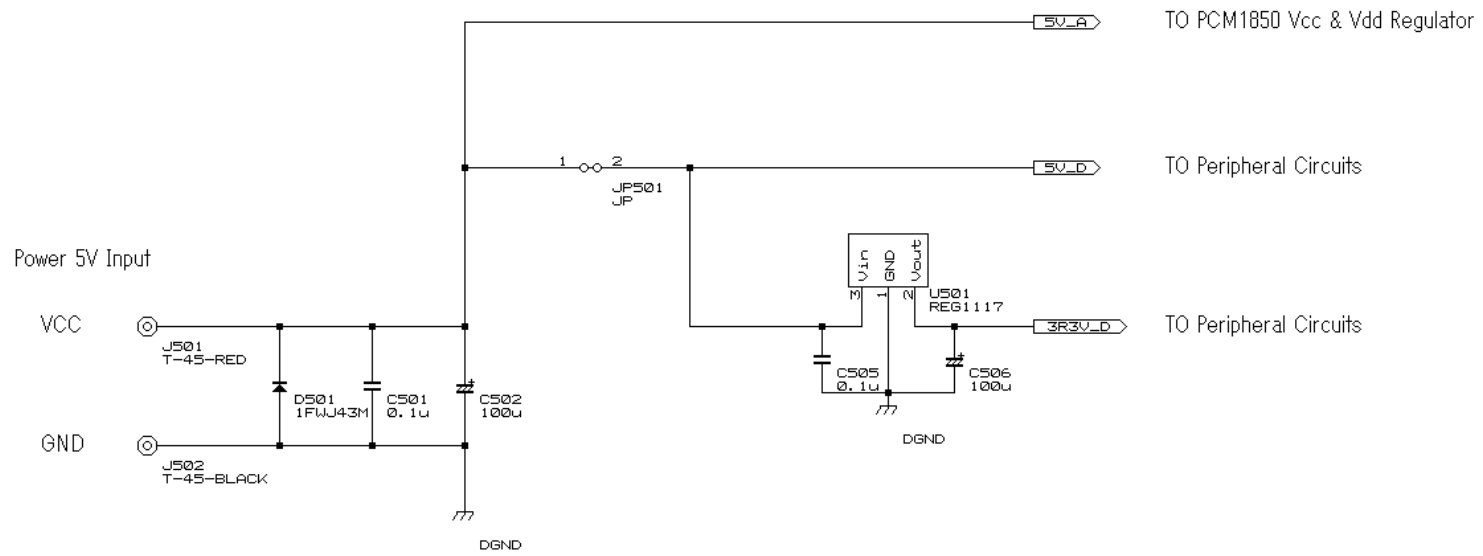 5V_A
TO PCM1850 Vcc & Vdd Regulator
1
2
5V_D
TO Peripheral Circuits
JP501
JP
Power 5V Input
Vin
GND
Vout
3
1
2
U501
REG1117
VCC
3R3V_D
TO Peripheral Circuits
J501
T-45-RED
C505
0.1u
+
C506
100u
D501
1FWJ43M
C501
0.1u
+
C502
100u
DGND
GND
J502
T-45-BLACK
DGND